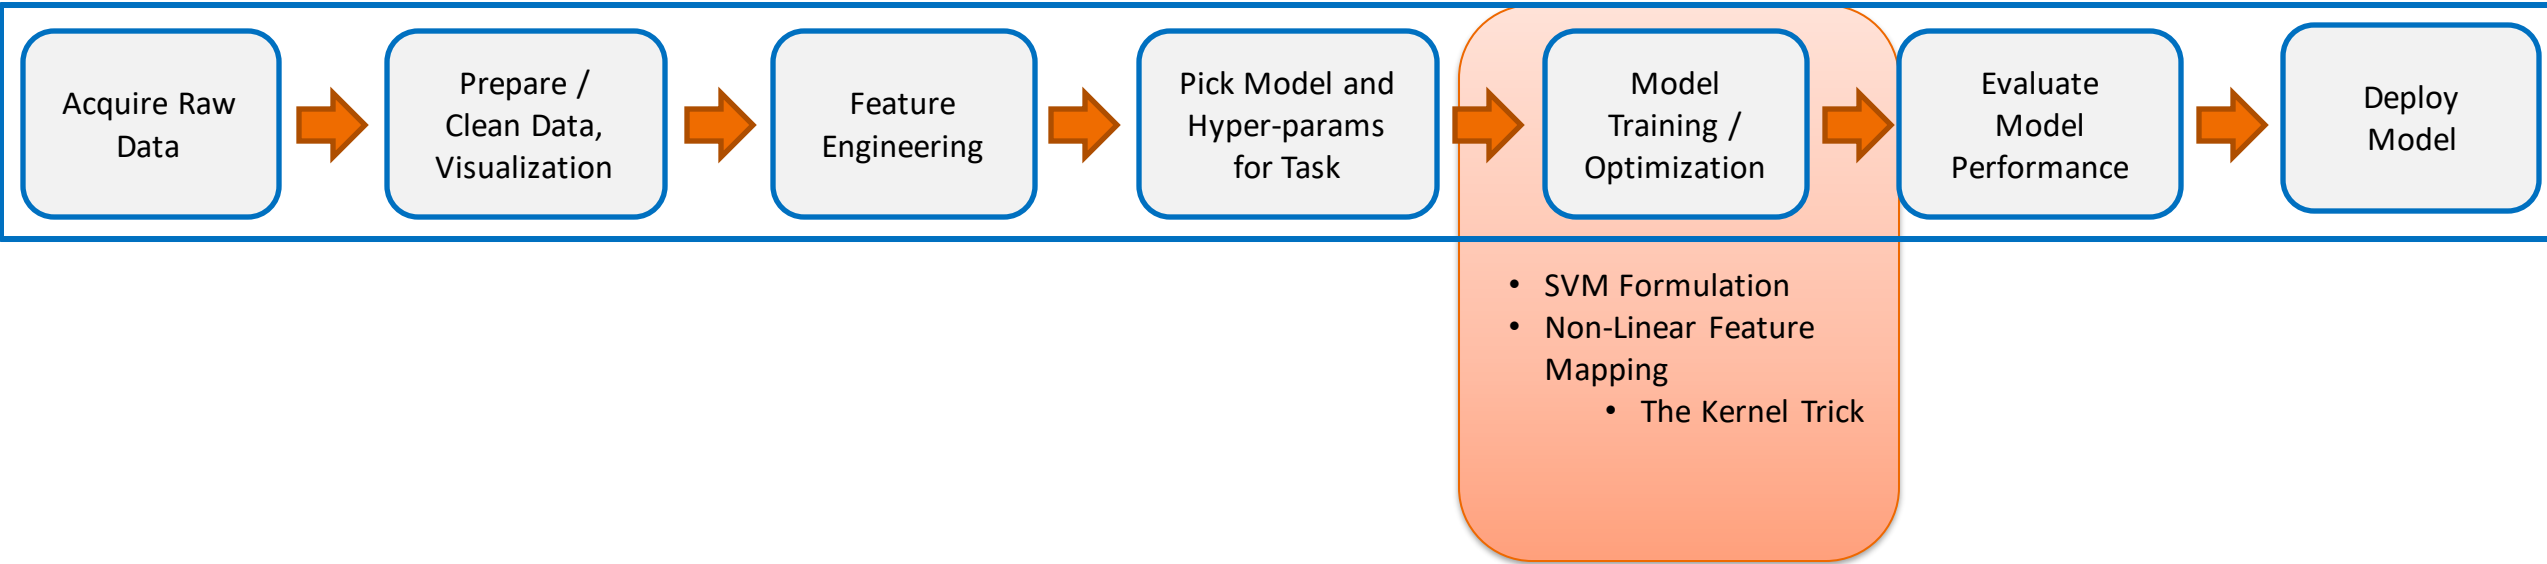 Acquire Raw
Data
Prepare /
Clean Data,
Visualization
Feature
Engineering
Pick Model and
Hyper-params
for Task
Model
Training /
Optimization
Evaluate
Model
Performance
Deploy
Model
• SVM Formulation
• Non-Linear Feature
Mapping
• The Kernel Trick